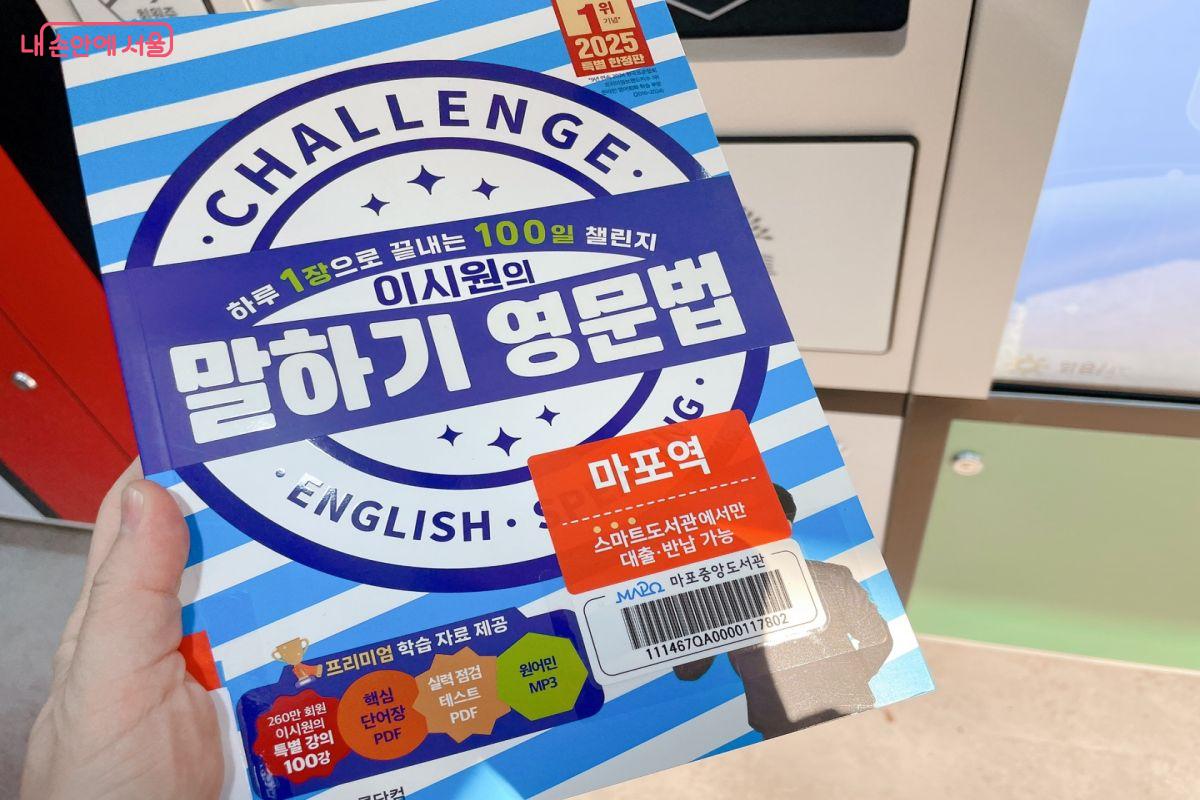 내 손안에 서울
1위
기념*
2025
특별 한정판
CHALLENGE
하루 1장으로 끝내는 100일 챌린지
이시원의
말하기 영문법
· ENGLISH ·
마포역
스마트도서관에서만
대출·반납 가능
MAPO 마포중앙도서관
111467QA0000117802
프리미엄 학습 자료 제공
260만 회원
이시원의
특별 강의
100강
핵심
단어장
PDF
실력 점검
테스트
PDF
원어민
MP3